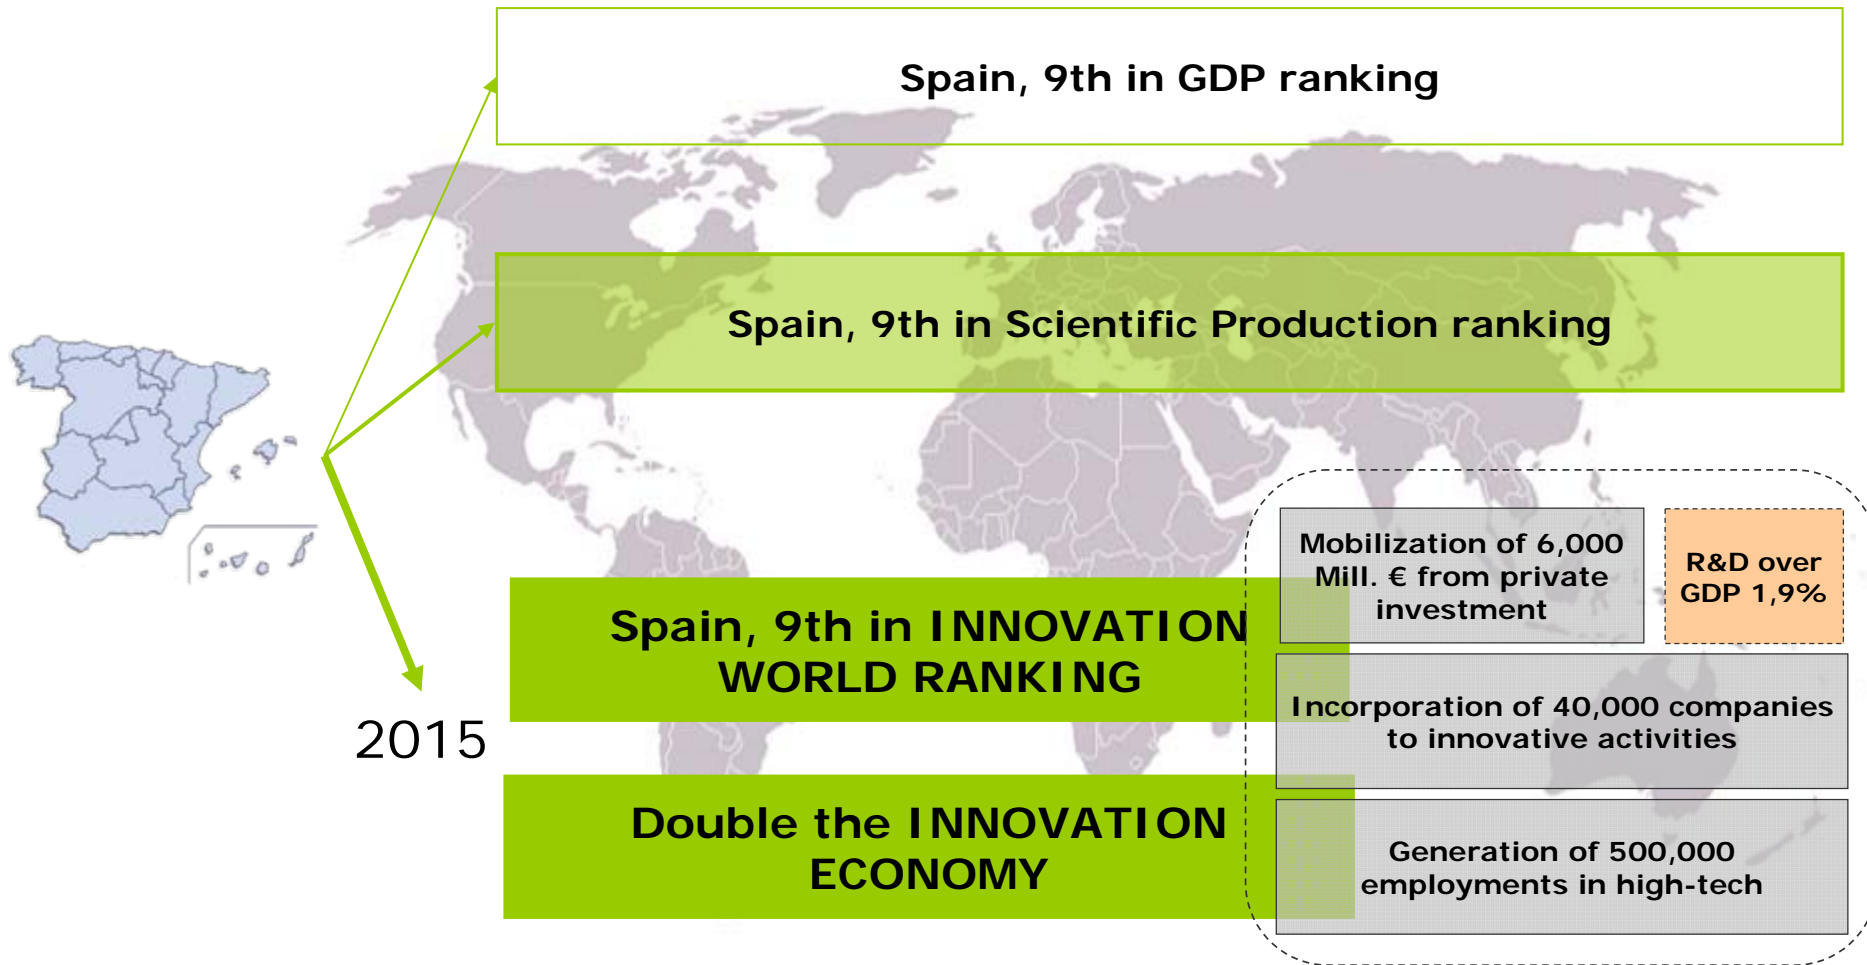 Spain, 9th in GDP ranking
Spain, 9th in Scientific Production ranking
2015
Spain, 9th in INNOVATION
WORLD RANKING
Double the INNOVATION
ECONOMY
Mobilization of 6,000
Mill. € from private
investment
R&D over
GDP 1,9%
Incorporation of 40,000 companies
to innovative activities
Generation of 500,000
employments in high-tech